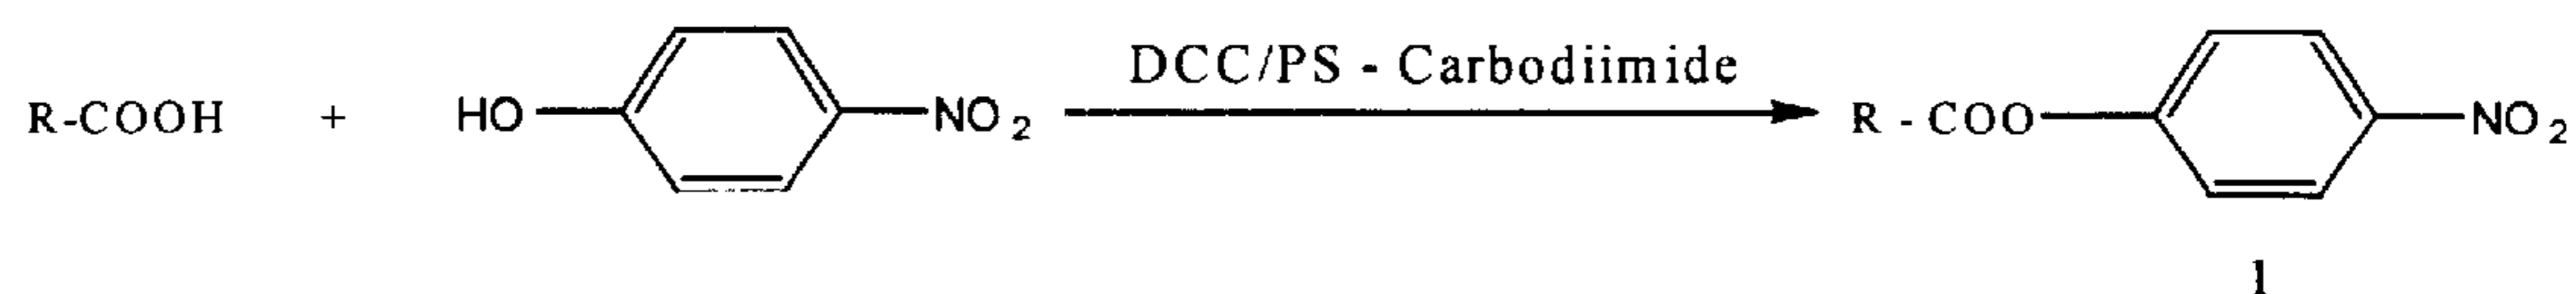 DCC/PS - Carbodiimide
R-COOH + HO NO2 R - COO NO2
1